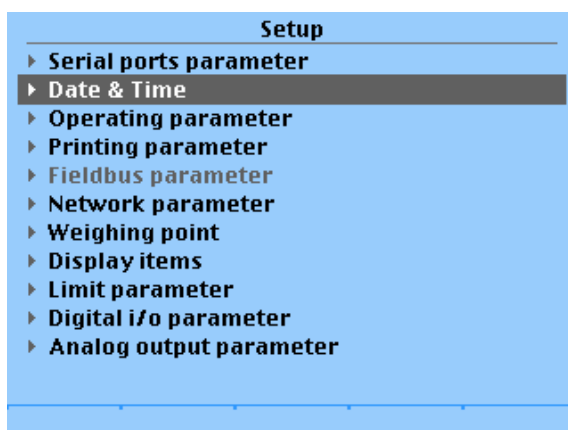 Setup
Serial ports parameter
Date & Time
Operating parameter
Printing parameter
Fieldbus parameter
Network parameter
Weighing point
Display items
Limit parameter
Digital i/o parameter
Analog output parameter